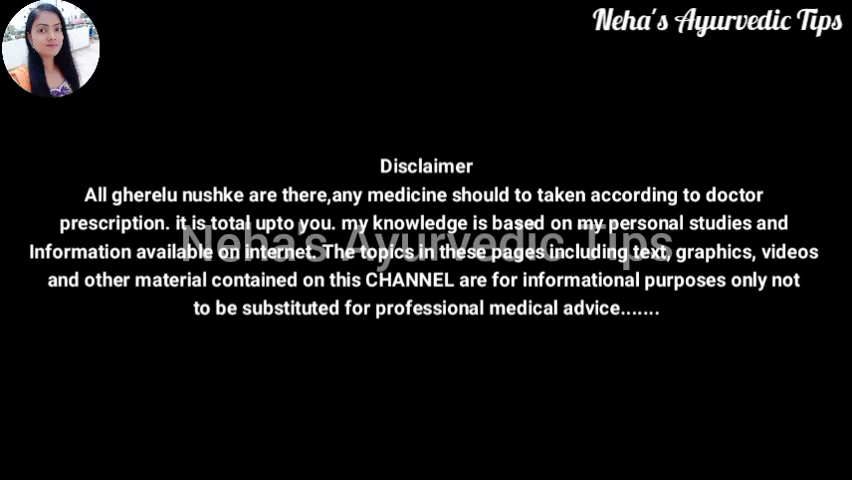 Neha's Ayurvedic Tips
Disclaimer
All gherelu nushke are there,any medicine should to taken according to doctor
prescription. it is total upto you. my knowledge is based on my personal studies and
Information available on internet. The topics in these pages including text, graphics, videos
and other material contained on this CHANNEL are for informational purposes only not
to be substituted for professional medical advice.......
Neha's Ayurvedic Tips